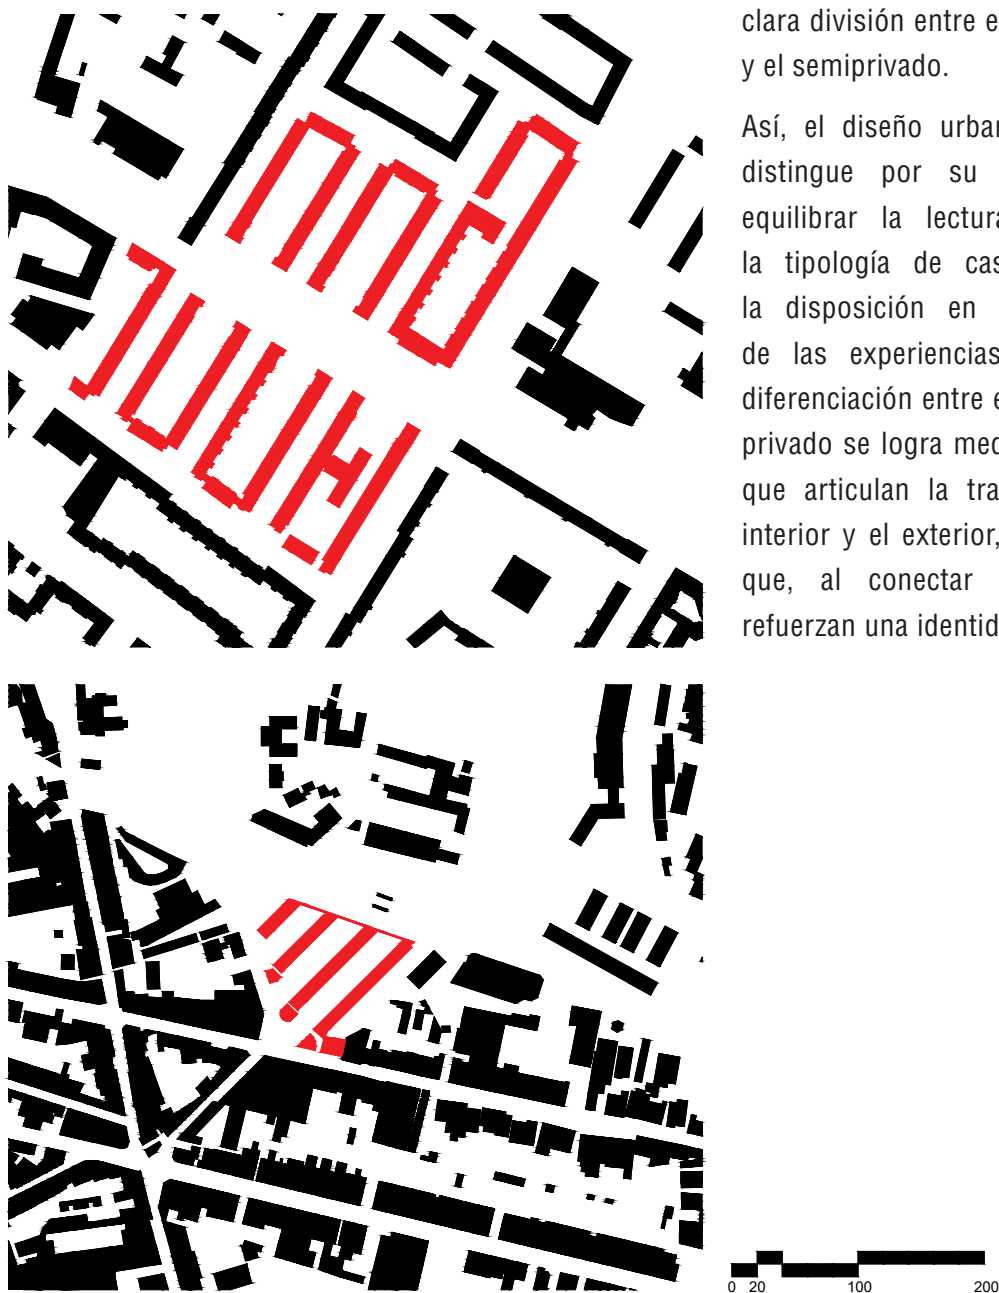 clara división entre e
y el semiprivado.
Así, el diseño urba
distingue por su
equilibrar la lectura
la tipología de cas
la disposición en
de las experiencias
diferenciación entre e
privado se logra med
que articulan la tra
interior y el exterior,
que, al conectar
refuerzan una identid
0 20 100 200